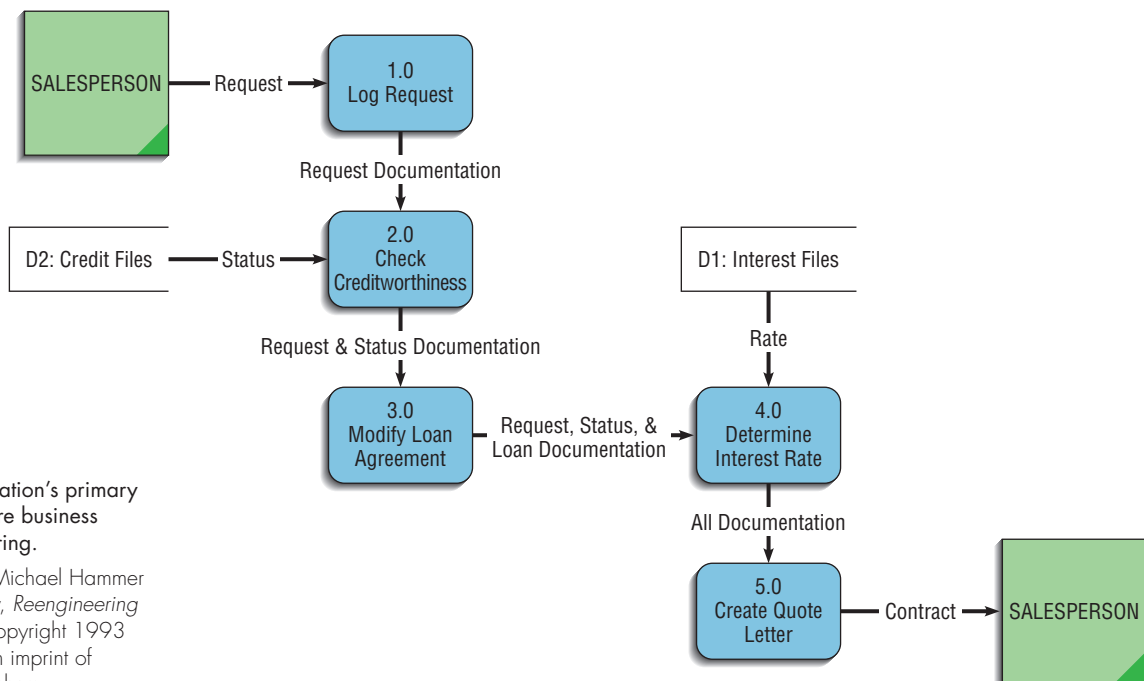 SALESPERSON
Request
1.0
Log Request
Request Documentation
D2: Credit Files
Status
2.0
Check
Creditworthiness
D1: Interest Files
Request & Status Documentation
Rate
3.0
Modify Loan
Agreement
Request, Status, &
Loan Documentation
4.0
Determine
Interest Rate
All Documentation
5.0
Create Quote
Letter
Contract
SALESPERSON
ation's primary
re business
ring.
Michael Hammer
, Reengineering
opyright 1993
n imprint of